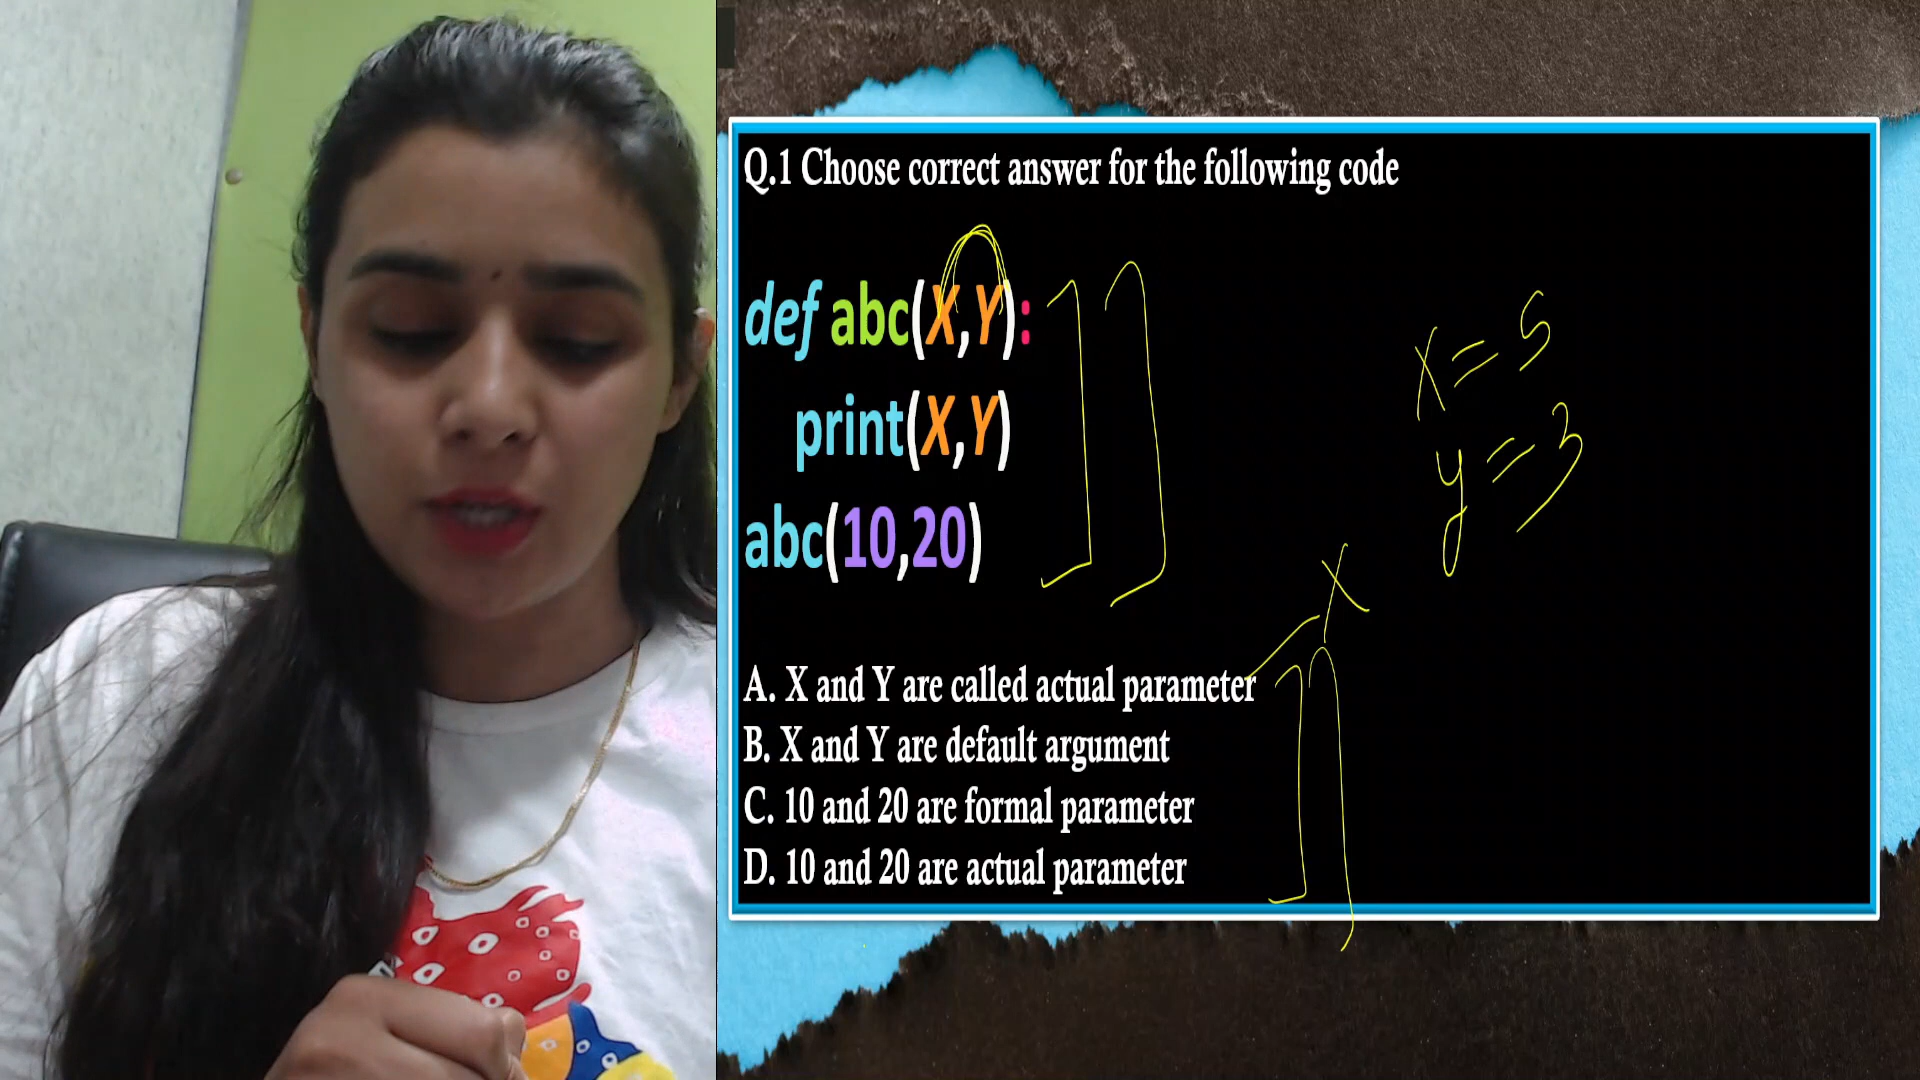 Q.1 Choose correct answer for the following code
def abc(X,Y):
print(X,Y)
abc(10,20)
x = 5
y = 3
x
A. X and Y are called actual parameter
B. X and Y are default argument
C. 10 and 20 are formal parameter
D. 10 and 20 are actual parameter